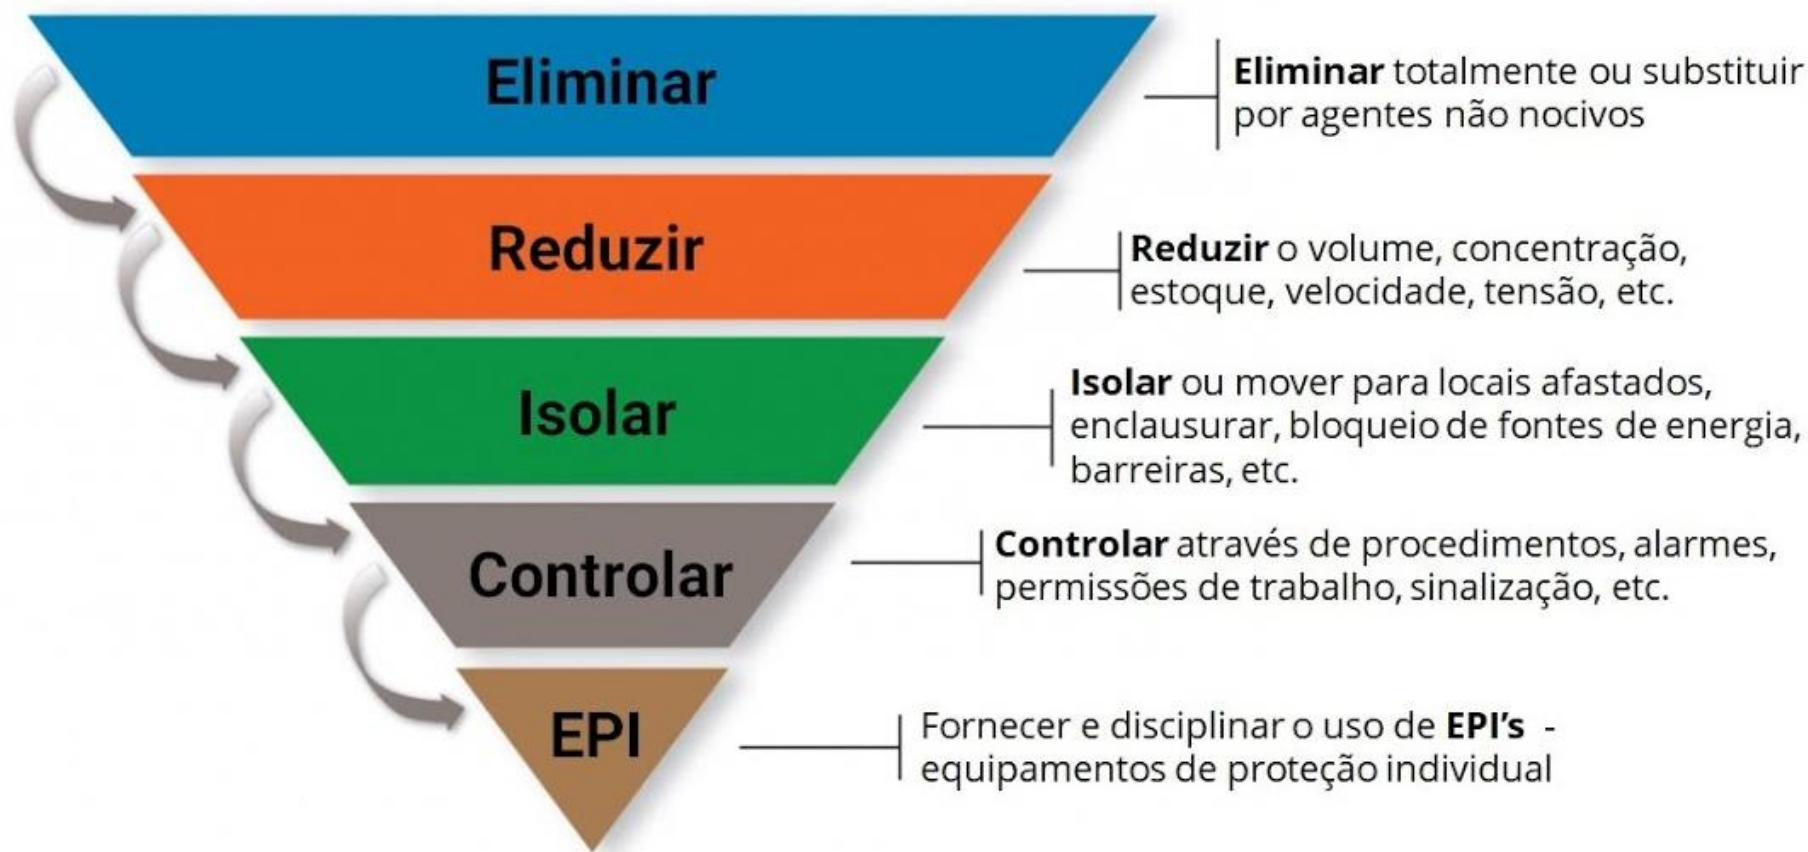 Eliminar
Eliminar totalmente ou substituir
por agentes não nocivos
Reduzir
Reduzir o volume, concentração,
estoque, velocidade, tensão, etc.
Isolar
Isolar ou mover para locais afastados,
enclausurar, bloqueio de fontes de energia,
barreiras, etc.
Controlar
Controlar através de procedimentos, alarmes,
permissões de trabalho, sinalização, etc.
EPI
Fornecer e disciplinar o uso de EPI’s -
equipamentos de proteção individual